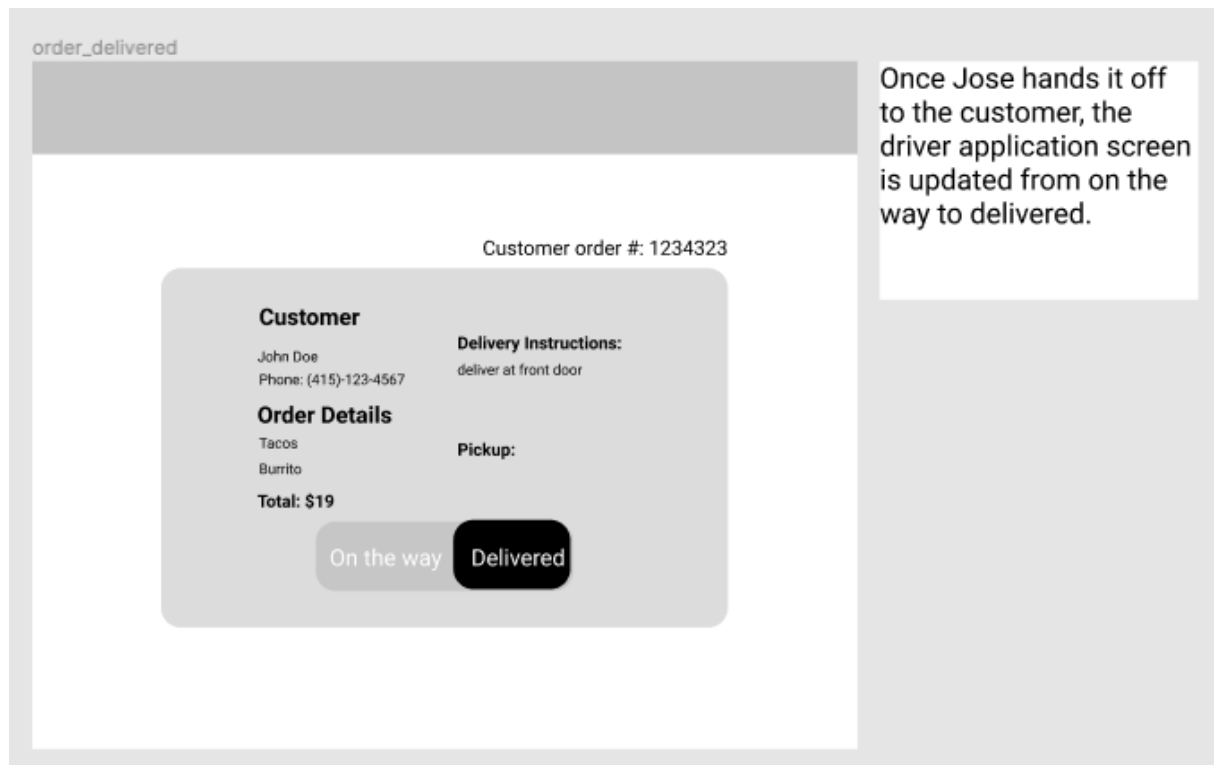 order_delivered
Once Jose hands it off
to the customer, the
driver application screen
is updated from on the
way to delivered.
Customer order #: 1234323
Customer
John Doe
Phone: (415)-123-4567
Delivery Instructions:
deliver at front door
Order Details
Tacos
Burrito
Total: $19
Pickup:
On the way
Delivered